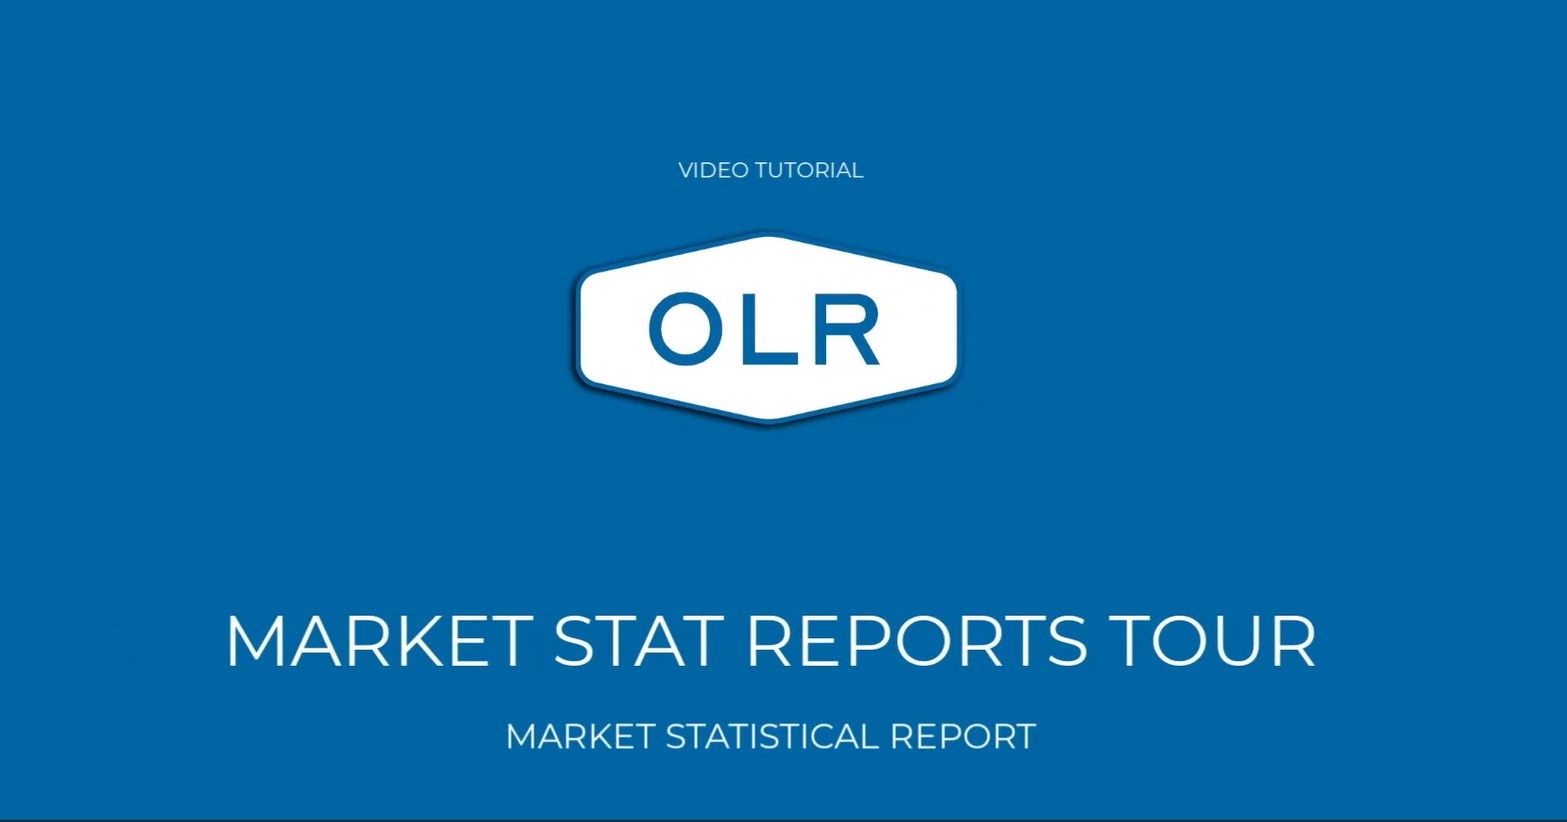 VIDEO TUTORIAL
OLR
MARKET STAT REPORTS TOUR
MARKET STATISTICAL REPORT